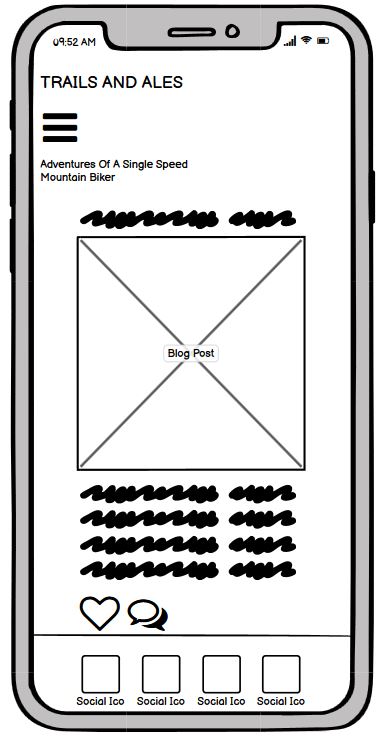 09:52 AM
TRAILS AND ALES
Adventures Of A Single Speed
Mountain Biker
Blog Post
Social Ico
Social Ico
Social Ico
Social Ico